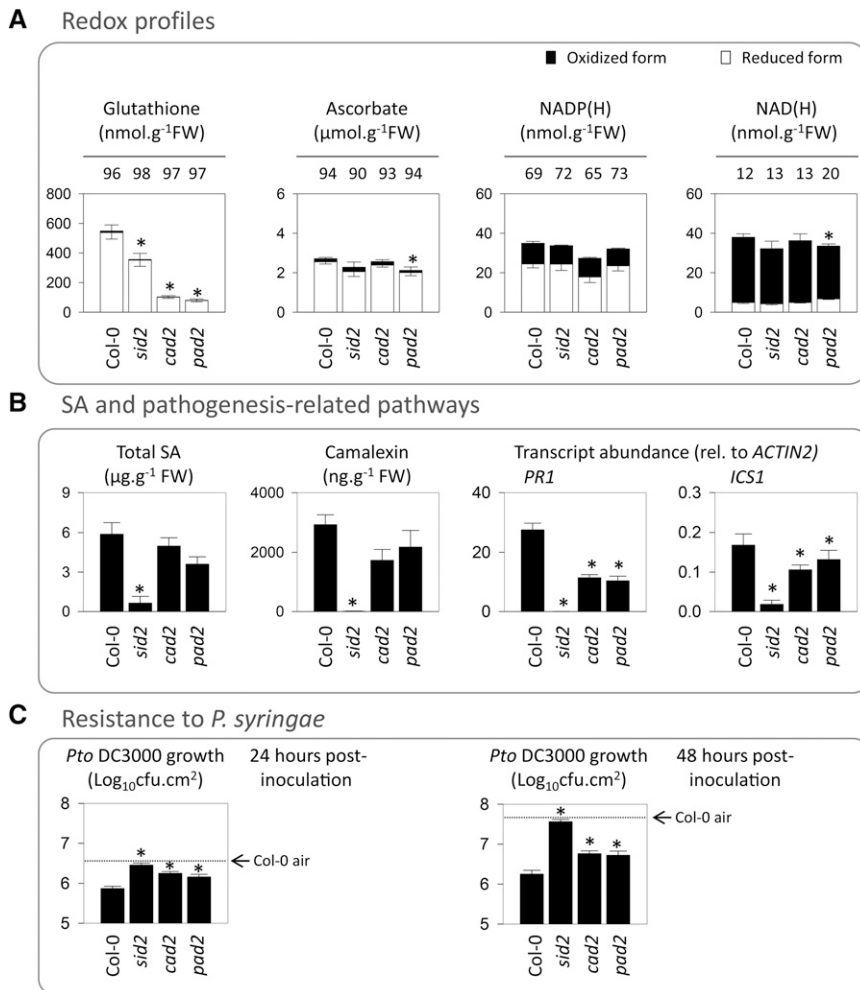 A Redox profiles
Oxidized form Reduced form
Glutathione Ascorbate NADP(H) NAD(H)
(nmol.g⁻¹FW) (µmol.g⁻¹FW) (nmol.g⁻¹FW) (nmol.g⁻¹FW)
96 98 97 97 94 90 93 94 69 72 65 73 12 13 13 20
800 600 400 200 0
* * *
Col-0 sid2 cad2 pad2
6 4 2 0
*
Col-0 sid2 cad2 pad2
60 40 20 0
Col-0 sid2 cad2 pad2
60 40 20 0
*
Col-0 sid2 cad2 pad2
B SA and pathogenesis-related pathways
Total SA Camalexin Transcript abundance (rel. to ACTIN2)
(µg.g⁻¹ FW) (ng.g⁻¹ FW) PR1 ICS1
9 6 3 0
*
Col-0 sid2 cad2 pad2
4000 2000 0
*
Col-0 sid2 cad2 pad2
40 20 0
* * *
Col-0 sid2 cad2 pad2
0.3 0.2 0.1 0.0
* * *
Col-0 sid2 cad2 pad2
C Resistance to P. syringae
Pto DC3000 growth 24 hours post-
(Log₁₀cfu.cm²) inoculation
8 7 6 5
* * *
Col-0 air
Col-0 sid2 cad2 pad2
Pto DC3000 growth 48 hours post-
(Log₁₀cfu.cm²) inoculation
8 7 6 5
* * *
Col-0 air
Col-0 sid2 cad2 pad2